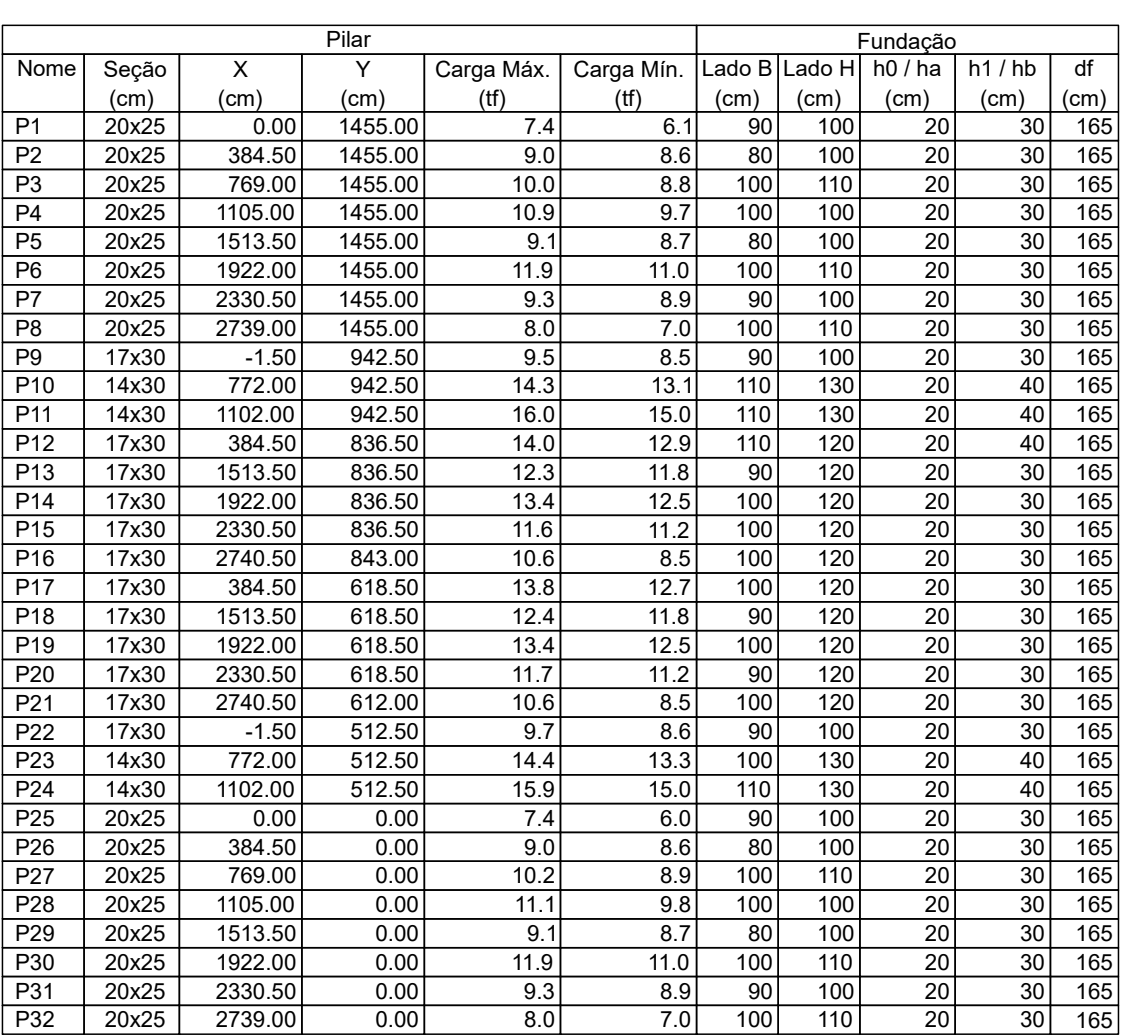 Pilar Fundação
Nome Seção X Y Carga Máx. Carga Mín. Lado B Lado H h0 / ha h1 / hb df
(cm) (cm) (cm) (tf) (tf) (cm) (cm) (cm) (cm) (cm)
P1 20x25 0.00 1455.00 7.4 6.1 90 100 20 30 165
P2 20x25 384.50 1455.00 9.0 8.6 80 100 20 30 165
P3 20x25 769.00 1455.00 10.0 8.8 100 110 20 30 165
P4 20x25 1105.00 1455.00 10.9 9.7 100 100 20 30 165
P5 20x25 1513.50 1455.00 9.1 8.7 80 100 20 30 165
P6 20x25 1922.00 1455.00 11.9 11.0 100 110 20 30 165
P7 20x25 2330.50 1455.00 9.3 8.9 90 100 20 30 165
P8 20x25 2739.00 1455.00 8.0 7.0 100 110 20 30 165
P9 17x30 -1.50 942.50 9.5 8.5 90 100 20 30 165
P10 14x30 772.00 942.50 14.3 13.1 110 130 20 40 165
P11 14x30 1102.00 942.50 16.0 15.0 110 130 20 40 165
P12 17x30 384.50 836.50 14.0 12.9 110 120 20 40 165
P13 17x30 1513.50 836.50 12.3 11.8 90 120 20 30 165
P14 17x30 1922.00 836.50 13.4 12.5 100 120 20 30 165
P15 17x30 2330.50 836.50 11.6 11.2 100 120 20 30 165
P16 17x30 2740.50 843.00 10.6 8.5 100 120 20 30 165
P17 17x30 384.50 618.50 13.8 12.7 100 120 20 30 165
P18 17x30 1513.50 618.50 12.4 11.8 90 120 20 30 165
P19 17x30 1922.00 618.50 13.4 12.5 100 120 20 30 165
P20 17x30 2330.50 618.50 11.7 11.2 90 120 20 30 165
P21 17x30 2740.50 612.00 10.6 8.5 100 120 20 30 165
P22 17x30 -1.50 512.50 9.7 8.6 90 100 20 30 165
P23 14x30 772.00 512.50 14.4 13.3 100 130 20 40 165
P24 14x30 1102.00 512.50 15.9 15.0 110 130 20 40 165
P25 20x25 0.00 0.00 7.4 6.0 90 100 20 30 165
P26 20x25 384.50 0.00 9.0 8.6 80 100 20 30 165
P27 20x25 769.00 0.00 10.2 8.9 100 110 20 30 165
P28 20x25 1105.00 0.00 11.1 9.8 100 100 20 30 165
P29 20x25 1513.50 0.00 9.1 8.7 80 100 20 30 165
P30 20x25 1922.00 0.00 11.9 11.0 100 110 20 30 165
P31 20x25 2330.50 0.00 9.3 8.9 90 100 20 30 165
P32 20x25 2739.00 0.00 8.0 7.0 100 110 20 30 165